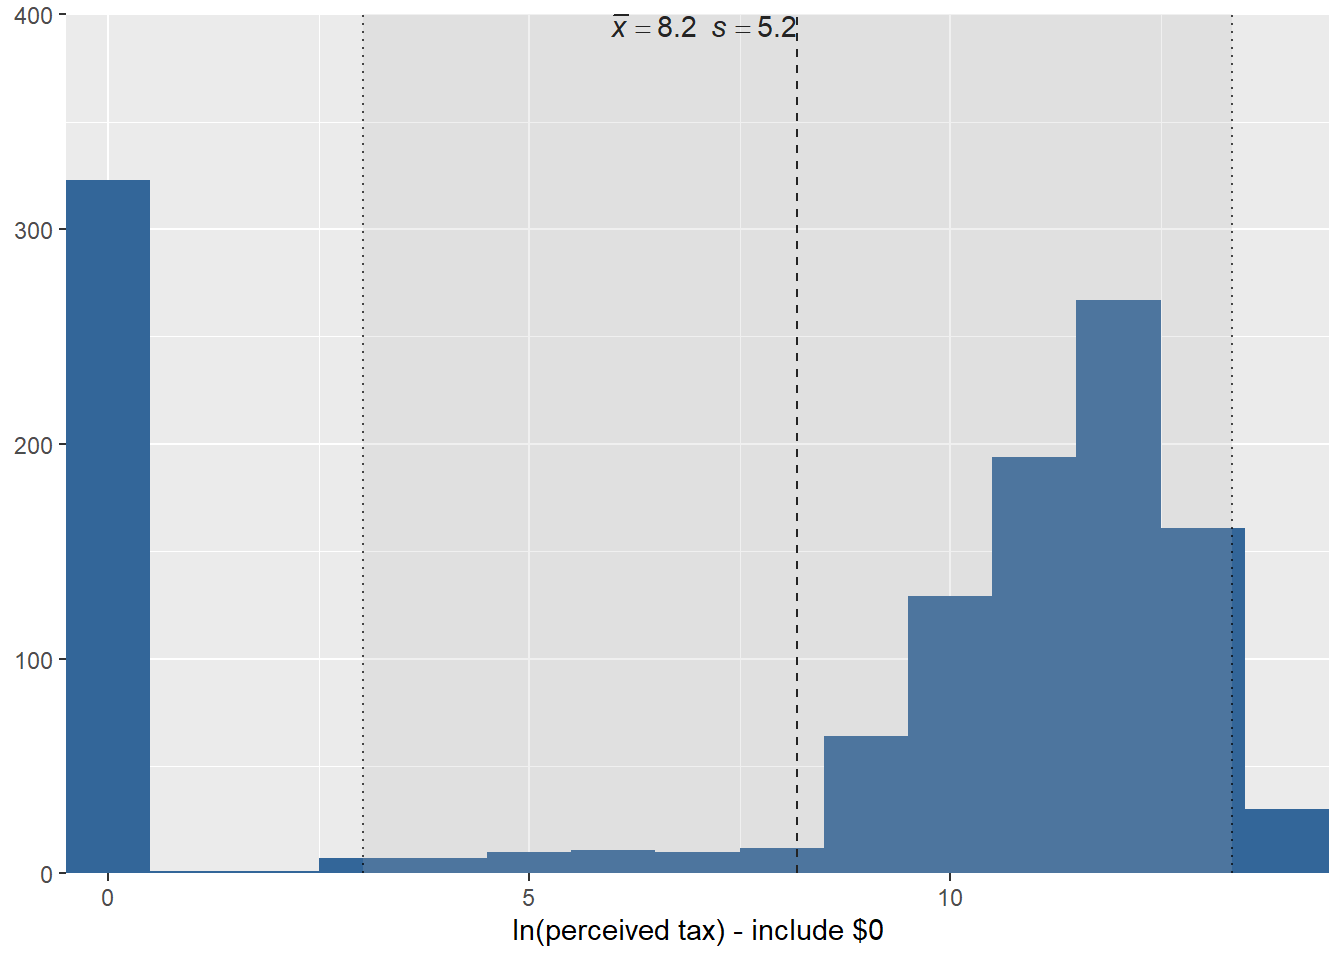 x̅ = 8.2 s = 5.2
400
300
200
100
0
0 5 10
ln(perceived tax) - include $0